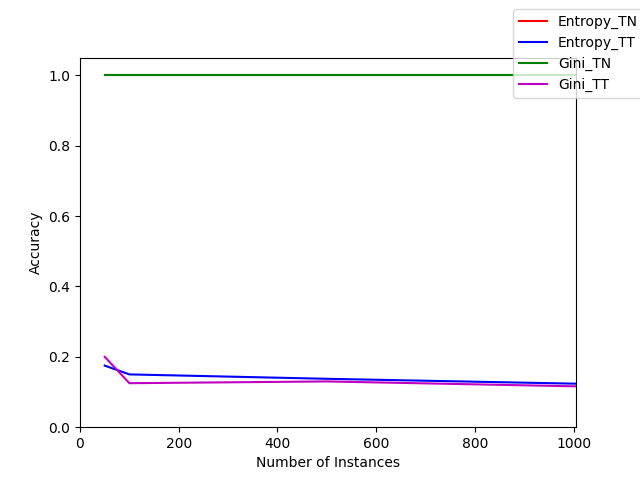 Entropy_TN
Entropy_TT
Gini_TN
Gini_TT
1.0
0.8
0.6
0.4
0.2
0.0
Accuracy
0 200 400 600 800 1000
Number of Instances